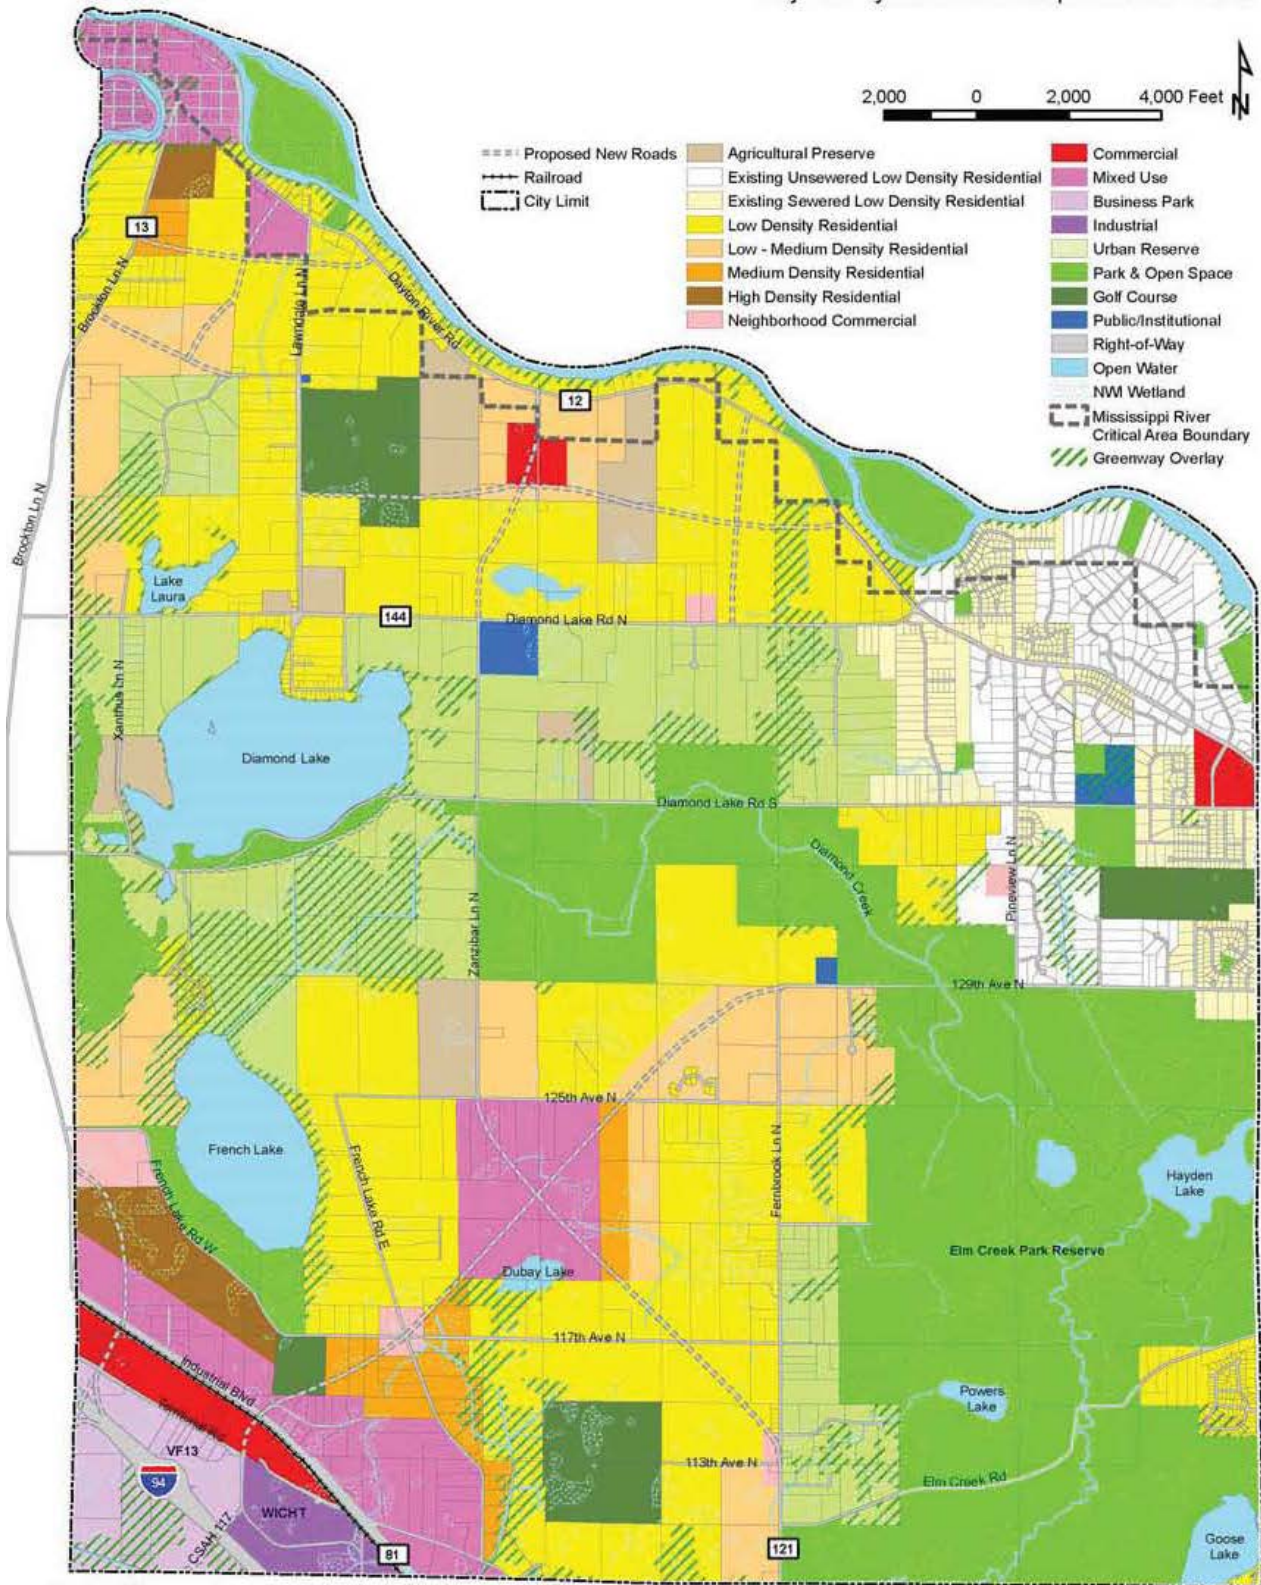 2,000 0 2,000 4,000 Feet
N
Proposed New Roads
Railroad
City Limit
Agricultural Preserve
Existing Unsewered Low Density Residential
Existing Sewered Low Density Residential
Low Density Residential
Low - Medium Density Residential
Medium Density Residential
High Density Residential
Neighborhood Commercial
Commercial
Mixed Use
Business Park
Industrial
Urban Reserve
Park & Open Space
Golf Course
Public/Institutional
Right-of-Way
Open Water
NWI Wetland
Mississippi River
Critical Area Boundary
Greenway Overlay
13
Brockton Ln N
Lawndale Ln N
Dayton River Rd
12
Brockton Ln N
Lake
Laura
144
Diamond Lake Rd N
Xanthus Ln N
Diamond Lake
Diamond Lake Rd S
Diamond Creek
Pineview Ln N
Zanzibar Ln N
129th Ave N
125th Ave N
French Lake
French Lake Rd W
French Lake Rd E
Fernbrook Ln N
Hayden
Lake
Elm Creek Park Reserve
Dubay Lake
117th Ave N
Industrial Blvd
Powers
Lake
VF13
94
113th Ave N
Elm Creek Rd
WICHT
CSAH 117
81
121
Goose
Lake